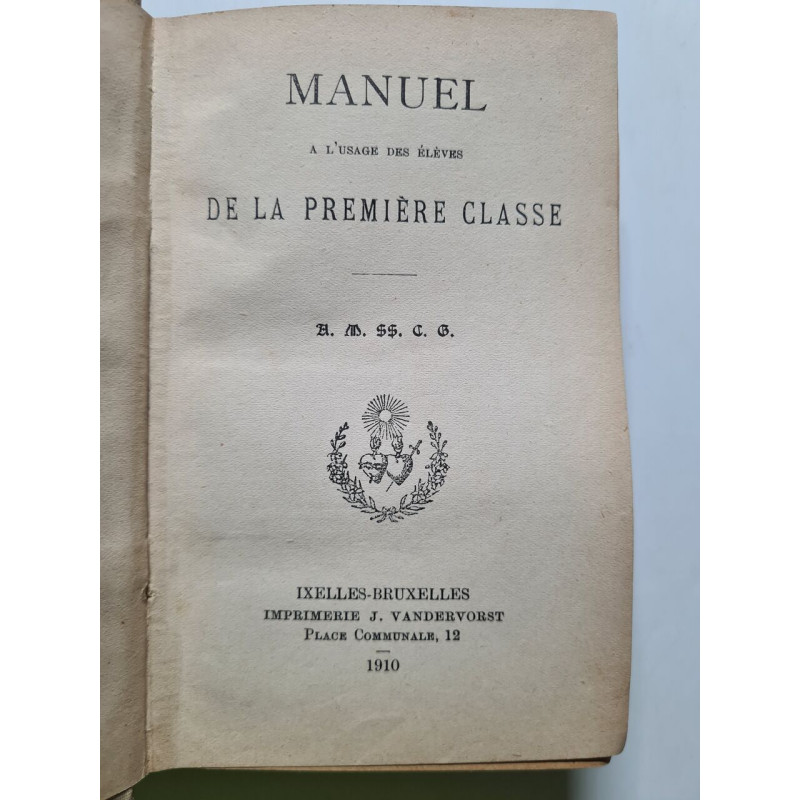 MANUEL
A L'USAGE DES ÉLÈVES
DE LA PREMIÈRE CLASSE
A. M. SS. C. G.
IXELLES-BRUXELLES
IMPRIMERIE J. VANDERVORST
PLACE COMMUNALE, 12
1910